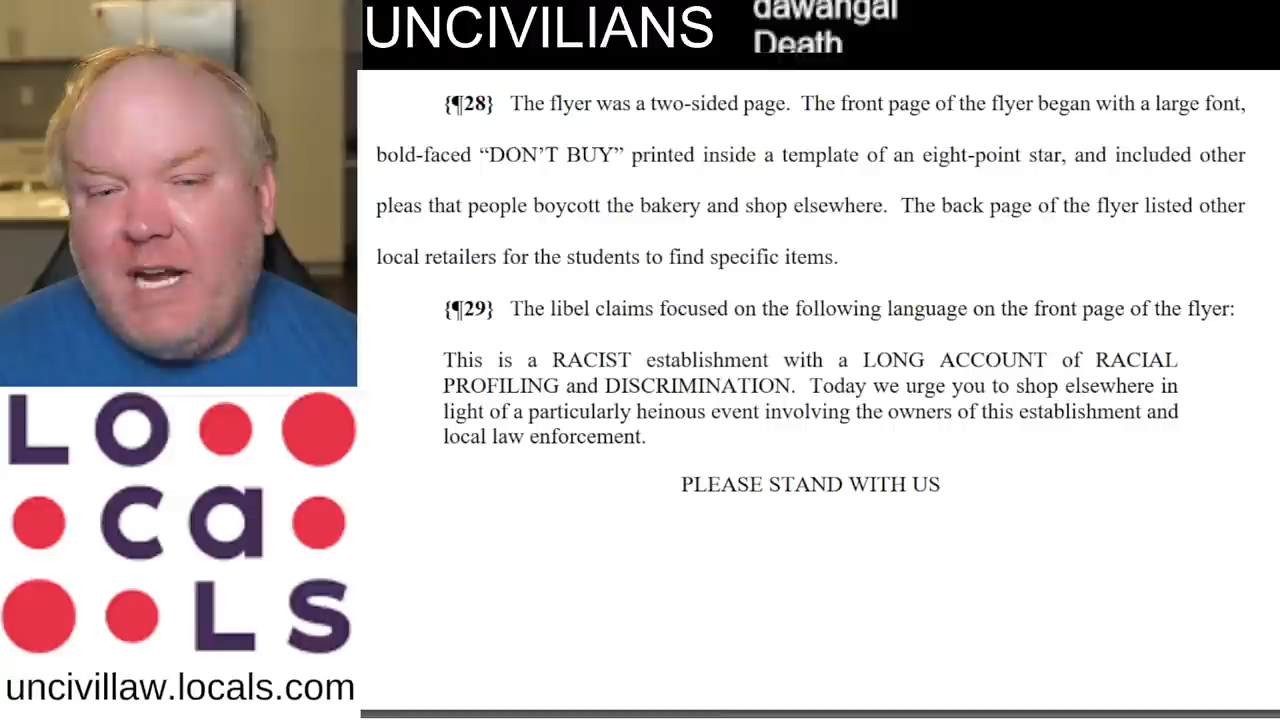 UNCIVILIANS
dawangai
Death
{¶28} The flyer was a two-sided page. The front page of the flyer began with a large font,
bold-faced “DON’T BUY” printed inside a template of an eight-point star, and included other
pleas that people boycott the bakery and shop elsewhere. The back page of the flyer listed other
local retailers for the students to find specific items.
{¶29} The libel claims focused on the following language on the front page of the flyer:
This is a RACIST establishment with a LONG ACCOUNT of RACIAL
PROFILING and DISCRIMINATION. Today we urge you to shop elsewhere in
light of a particularly heinous event involving the owners of this establishment and
local law enforcement.
PLEASE STAND WITH US
LO
ca
LS
uncivillaw.locals.com